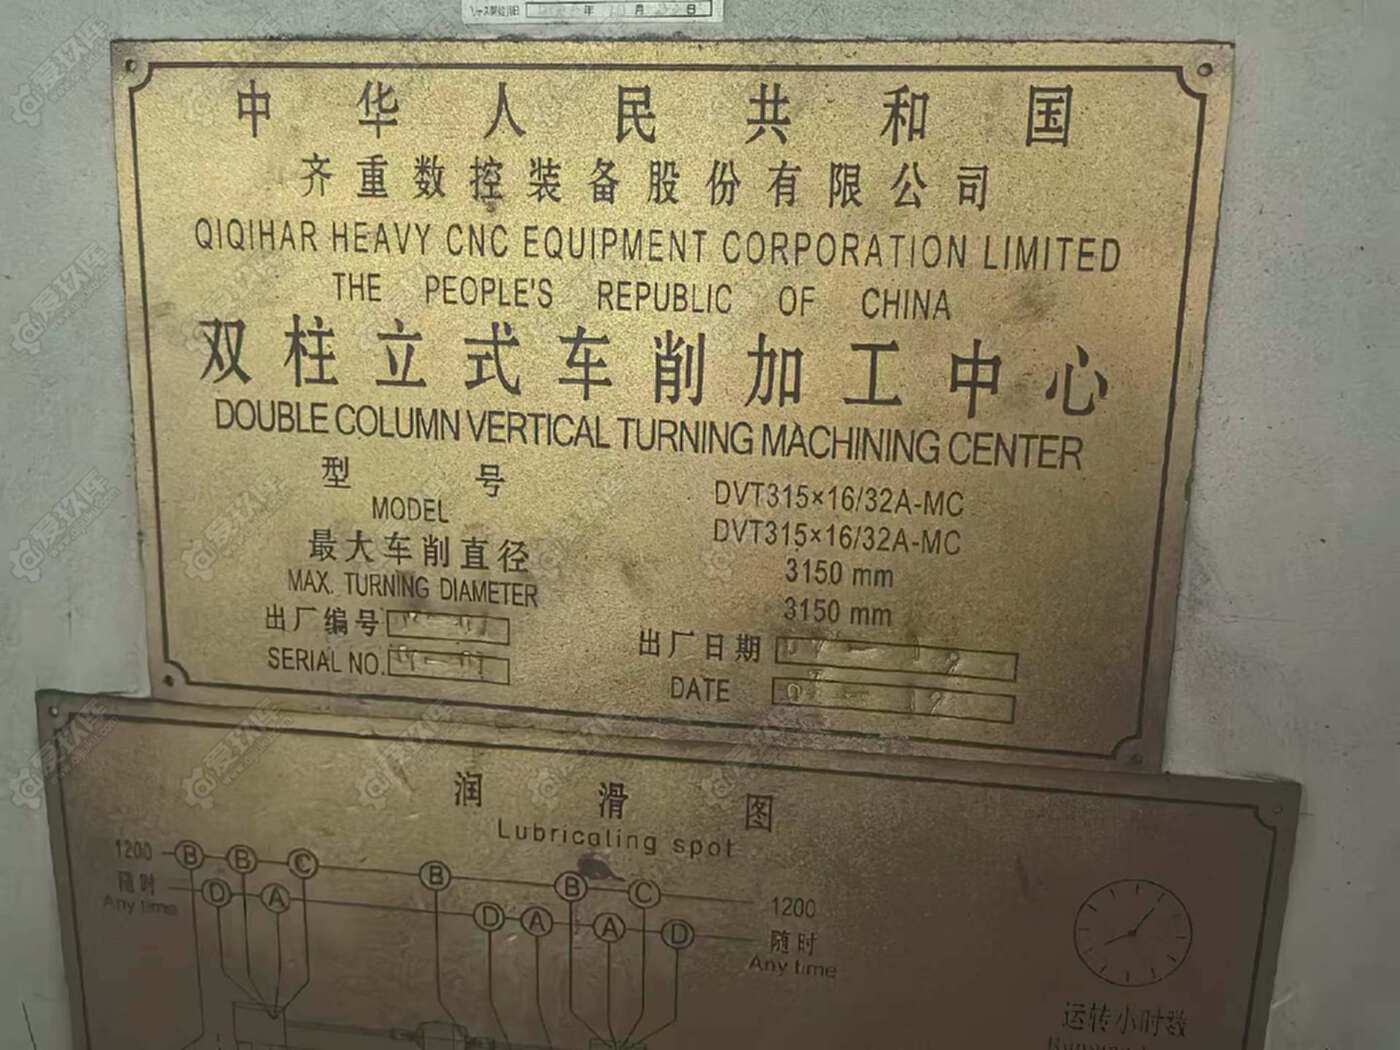 年 月 日
中华人民共和国
齐重数控装备股份有限公司
QIQIHAR HEAVY CNC EQUIPMENT CORPORATION LIMITED
THE PEOPLE'S REPUBLIC OF CHINA
双柱立式车削加工中心
DOUBLE COLUMN VERTICAL TURNING MACHINING CENTER
型号 DVT315×16/32A-MC
MODEL DVT315×16/32A-MC
最大车削直径 3150 mm
MAX. TURNING DIAMETER 3150 mm
出厂编号 出厂日期
SERIAL NO. DATE
润滑图
Lubricating spot
1200 B B C B B C 1200
随时 D A D A A D 随时
Any time Any time
运转小时数